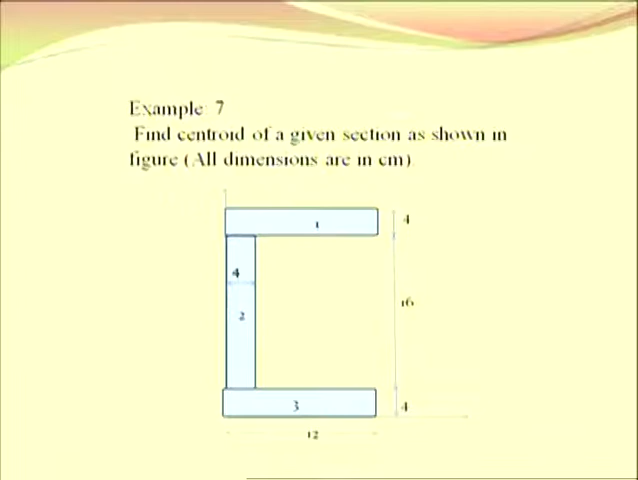 Example 7
Find centroid of a given section as shown in
figure (All dimensions are in cm)
1
4
4
16
2
3
4
12